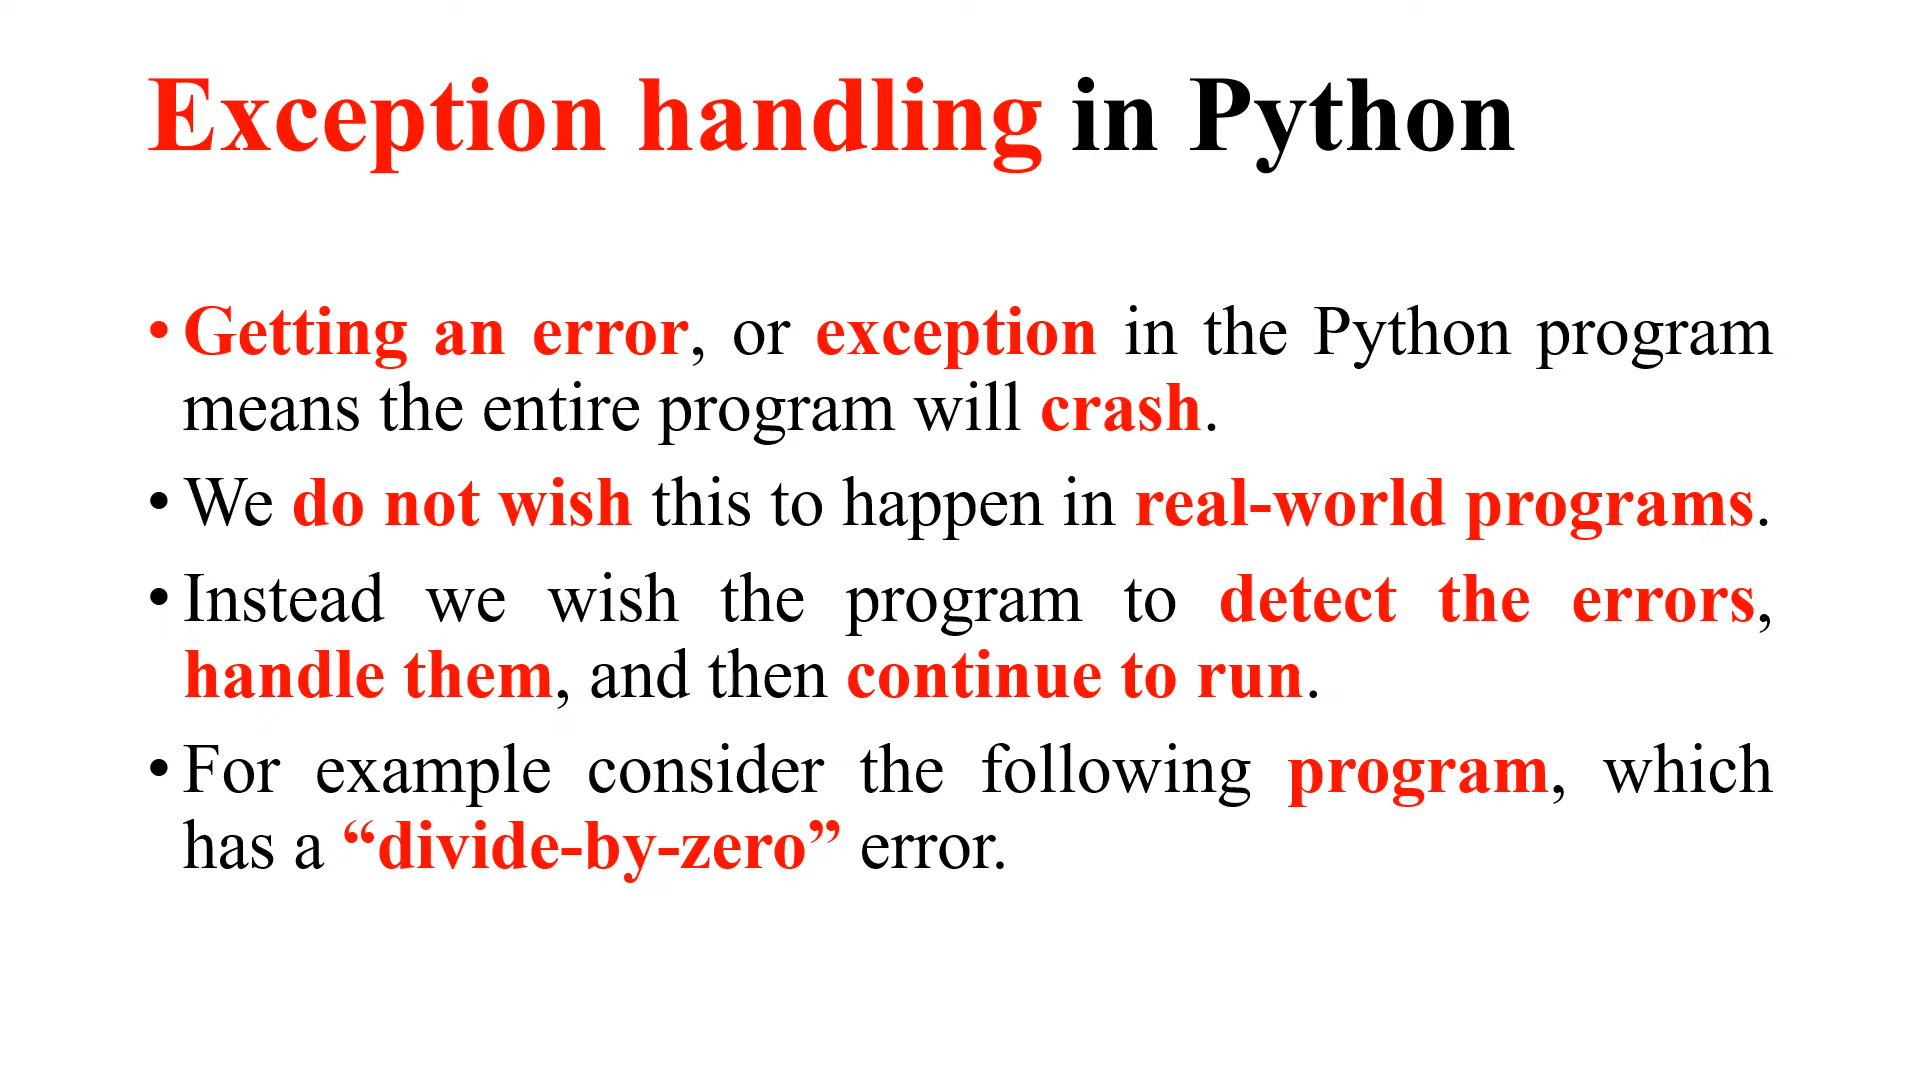 Exception handling in Python
• Getting an error, or exception in the Python program
means the entire program will crash.
• We do not wish this to happen in real-world programs.
• Instead we wish the program to detect the errors,
handle them, and then continue to run.
• For example consider the following program, which
has a “divide-by-zero” error.